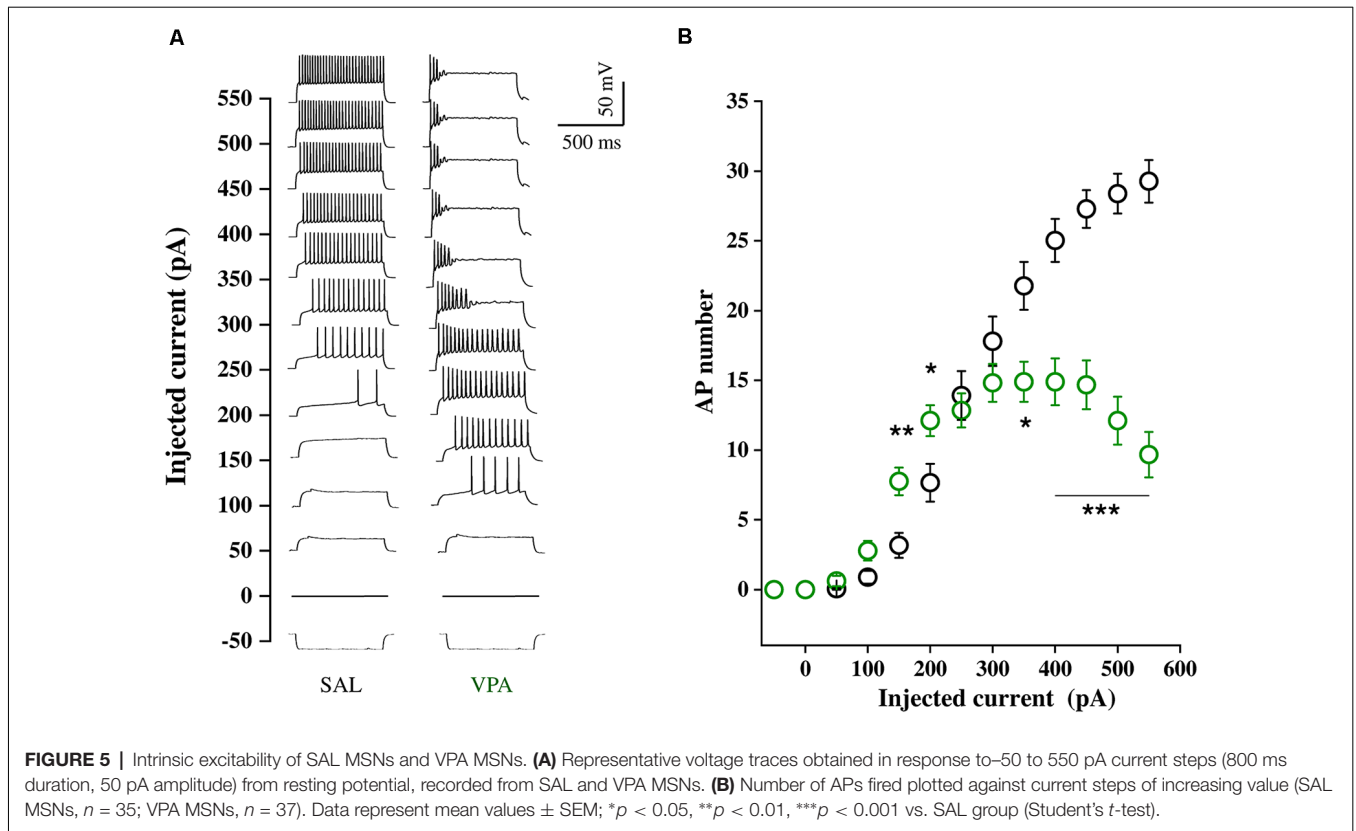 A
B
550
500
450
400
350
300
250
200
150
100
50
0
-50
Injected current (pA)
50 mV
500 ms
SAL
VPA
35
30
25
20
15
10
5
0
AP number
*
**
*
***
0
100
200
300
400
500
600
Injected current (pA)
FIGURE 5 | Intrinsic excitability of SAL MSNs and VPA MSNs. (A) Representative voltage traces obtained in response to–50 to 550 pA current steps (800 ms
duration, 50 pA amplitude) from resting potential, recorded from SAL and VPA MSNs. (B) Number of APs fired plotted against current steps of increasing value (SAL
MSNs, n = 35; VPA MSNs, n = 37). Data represent mean values ± SEM; *p < 0.05, **p < 0.01, ***p < 0.001 vs. SAL group (Student's t-test).